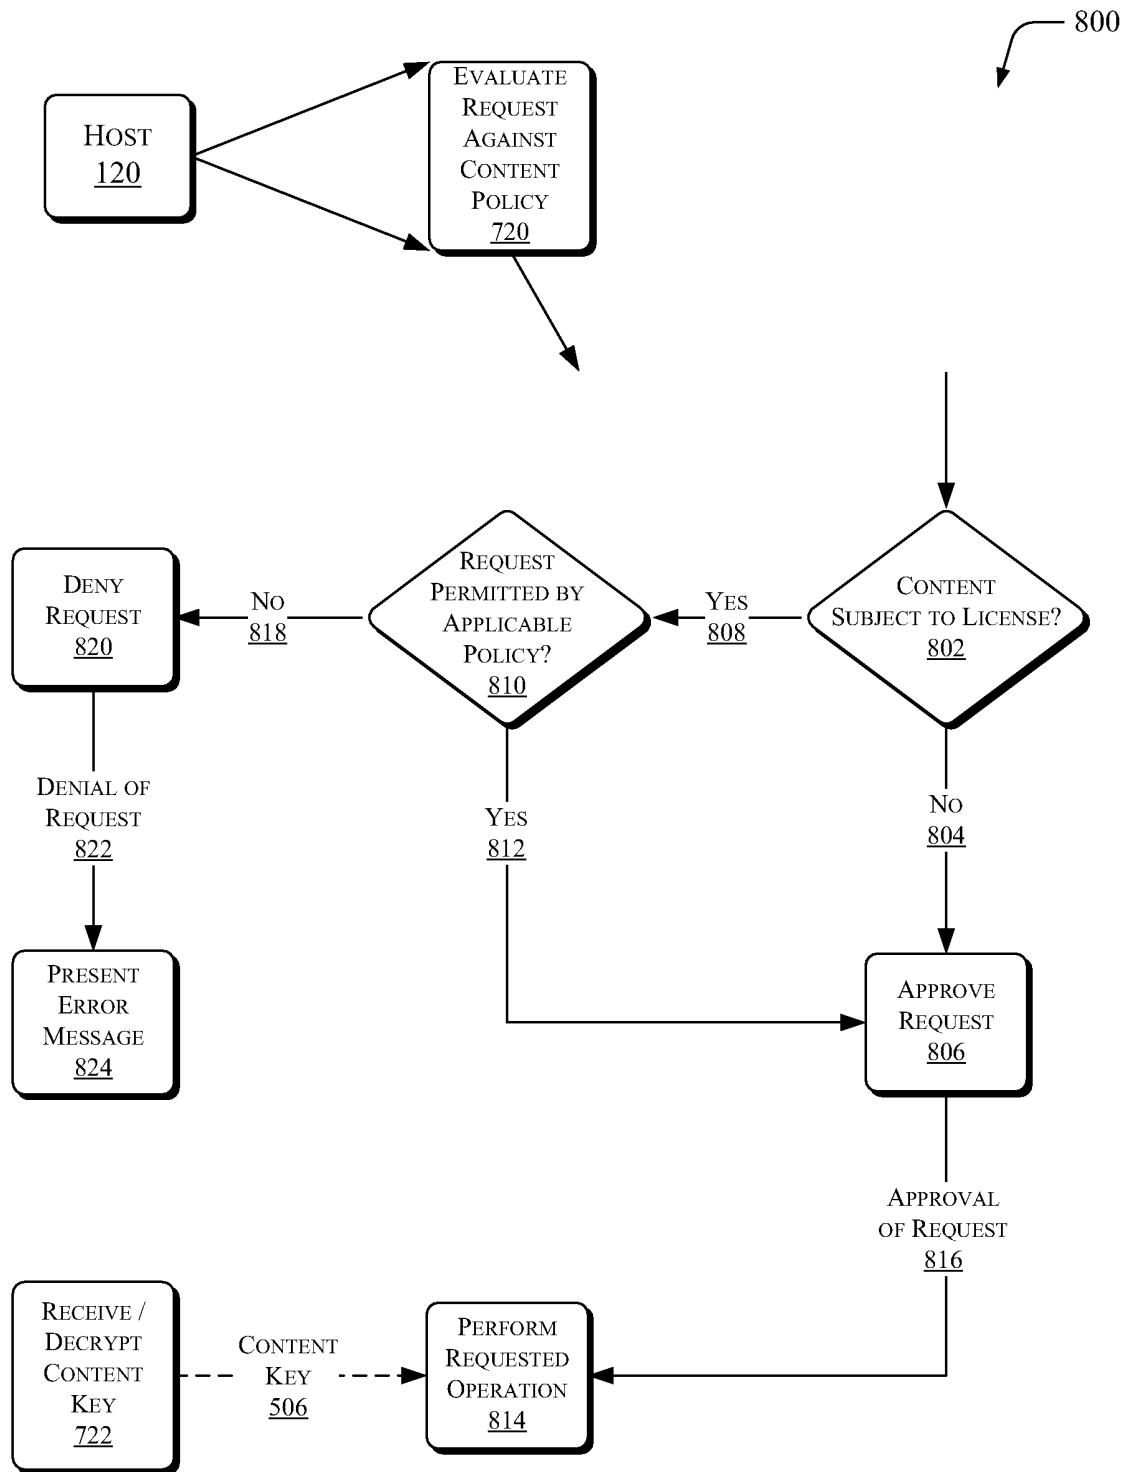 800
HOST
120
EVALUATE
REQUEST
AGAINST
CONTENT
POLICY
720
DENY
REQUEST
820
NO
818
REQUEST
PERMITTED BY
APPLICABLE
POLICY?
810
YES
808
CONTENT
SUBJECT TO LICENSE?
802
DENIAL OF
REQUEST
822
YES
812
NO
804
PRESENT
ERROR
MESSAGE
824
APPROVE
REQUEST
806
APPROVAL
OF REQUEST
816
RECEIVE /
DECRYPT
CONTENT
KEY
722
CONTENT
KEY
506
PERFORM
REQUESTED
OPERATION
814